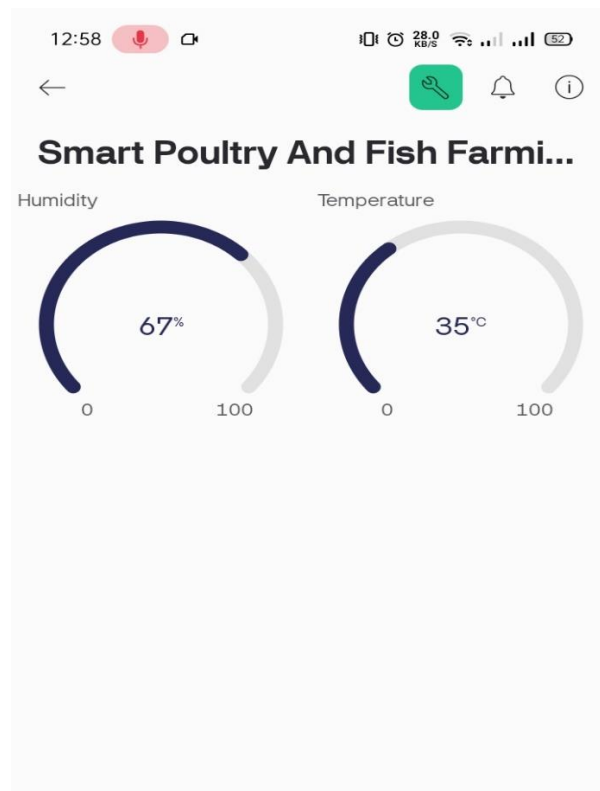 12:58 28.0 KB/S 52
Smart Poultry And Fish Farmi...
Humidity Temperature
67% 35°C
0 100 0 100